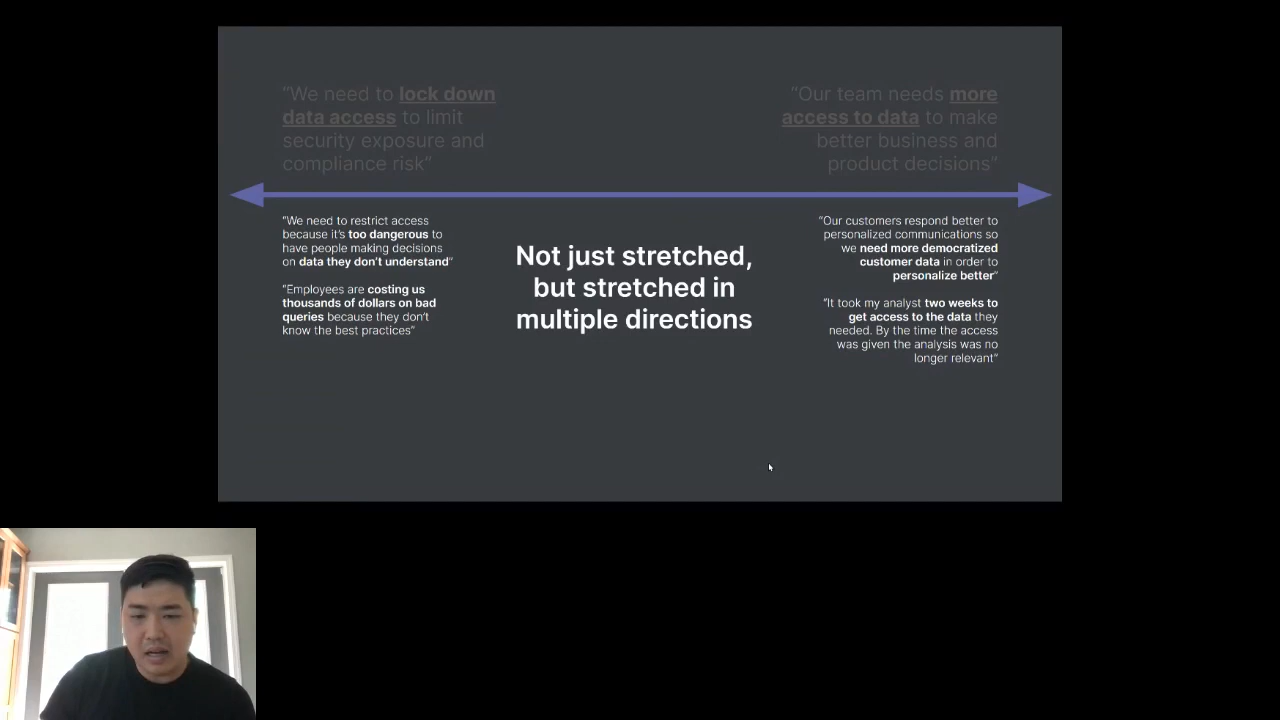 “We need to lock down
data access to limit
security exposure and
compliance risk”
“Our team needs more
access to data to make
better business and
product decisions”
“We need to restrict access
because it’s too dangerous to
have people making decisions
on data they don’t understand”
“Employees are costing us
thousands of dollars on bad
queries because they don’t
know the best practices”
Not just stretched,
but stretched in
multiple directions
“Our customers respond better to
personalized communications so
we need more democratized
customer data in order to
personalize better”
“It took my analyst two weeks to
get access to the data they
needed. By the time the access
was given the analysis was no
longer relevant”